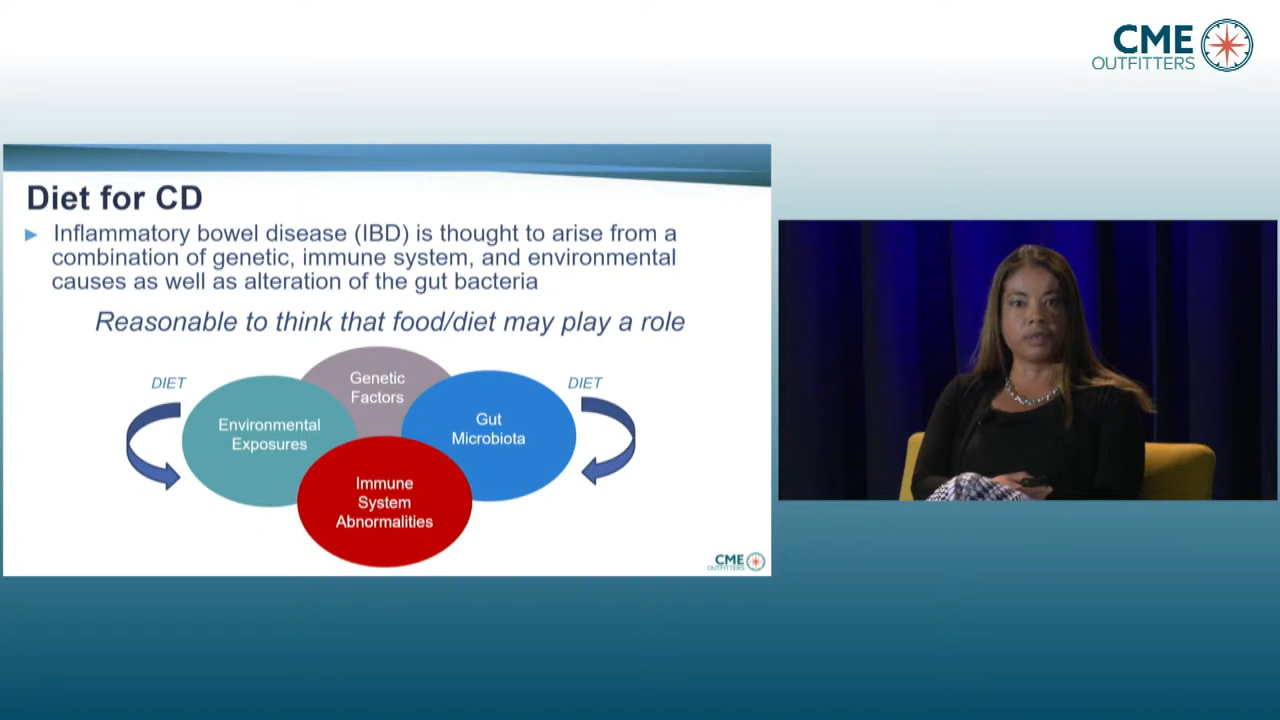 CME
OUTFITTERS
Diet for CD
Inflammatory bowel disease (IBD) is thought to arise from a
combination of genetic, immune system, and environmental
causes as well as alteration of the gut bacteria
Reasonable to think that food/diet may play a role
DIET
Genetic
Factors
DIET
Environmental
Exposures
Gut
Microbiota
Immune
System
Abnormalities
CME
OUTFITTERS